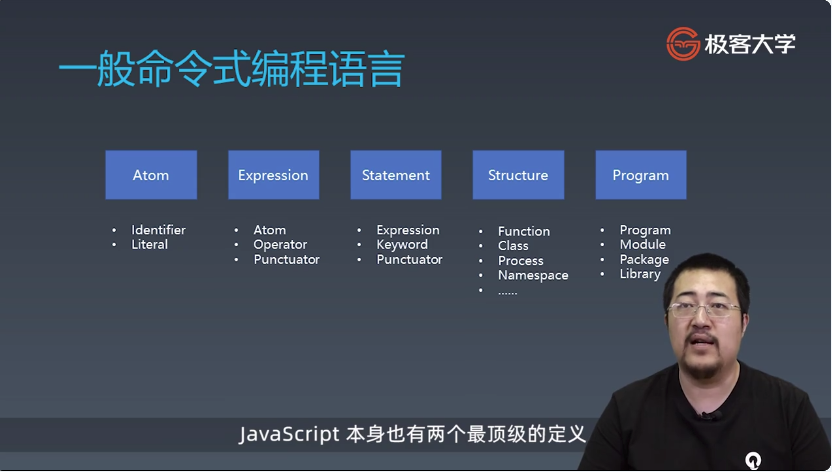 极客大学
一般命令式编程语言
Atom
Expression
Statement
Structure
Program
• Identifier
• Literal
• Atom
• Operator
• Punctuator
• Expression
• Keyword
• Punctuator
• Function
• Class
• Process
• Namespace
• ......
• Program
• Module
• Package
• Library
JavaScript 本身也有两个最顶级的定义